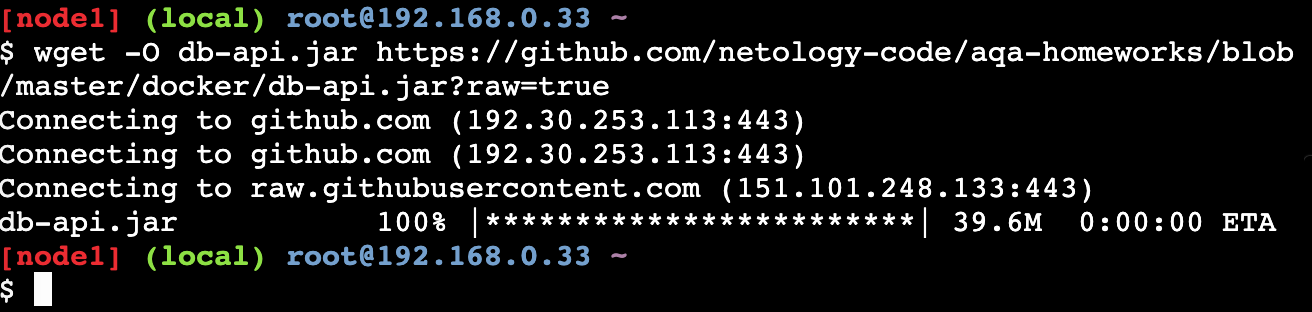 [node1] (local) root@192.168.0.33 ~
$ wget -O db-api.jar https://github.com/netology-code/aqa-homeworks/blob
/master/docker/db-api.jar?raw=true
Connecting to github.com (192.30.253.113:443)
Connecting to github.com (192.30.253.113:443)
Connecting to raw.githubusercontent.com (151.101.248.133:443)
db-api.jar           100% |************************| 39.6M  0:00:00 ETA
[node1] (local) root@192.168.0.33 ~
$